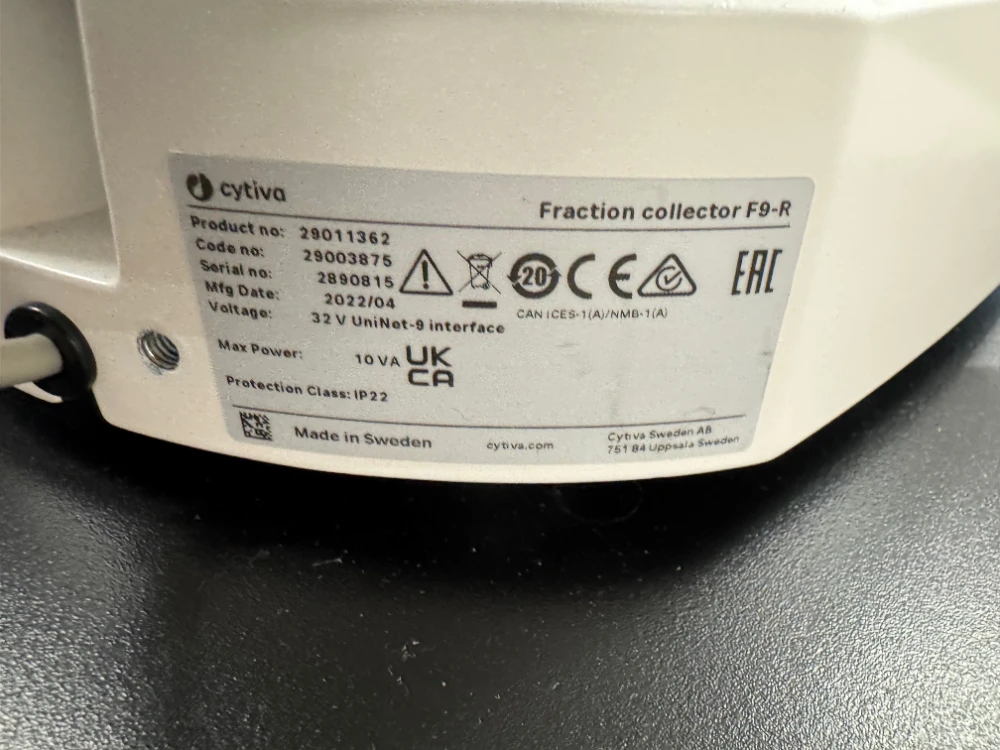 cytiva
Fraction collector F9-R
Product no: 29011362
Code no: 29003875
Serial no: 2890815
Mfg Date: 2022/04
Voltage: 32 V UniNet-9 interface
20 CE EAC
CAN ICES-1(A)/NMB-1(A)
Max Power: 10 VA
UK
CA
Protection Class: IP22
Made in Sweden
cytiva.com
Cytiva Sweden AB
751 84 Uppsala Sweden